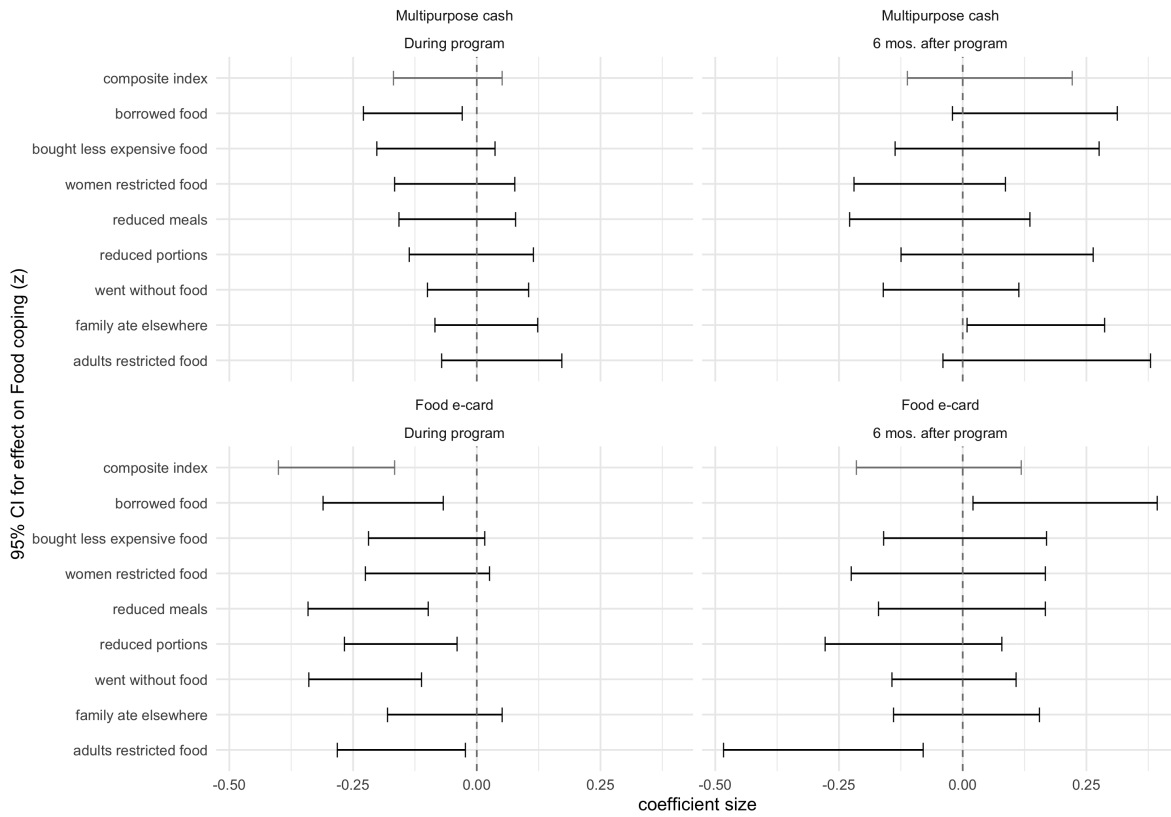 Multipurpose cash
During program
Multipurpose cash
6 mos. after program
composite index
borrowed food
bought less expensive food
women restricted food
reduced meals
reduced portions
went without food
family ate elsewhere
adults restricted food
Food e-card
During program
Food e-card
6 mos. after program
composite index
borrowed food
bought less expensive food
women restricted food
reduced meals
reduced portions
went without food
family ate elsewhere
adults restricted food
-0.50 -0.25 0.00 0.25
-0.50 -0.25 0.00 0.25
coefficient size
95% CI for effect on Food coping (z)